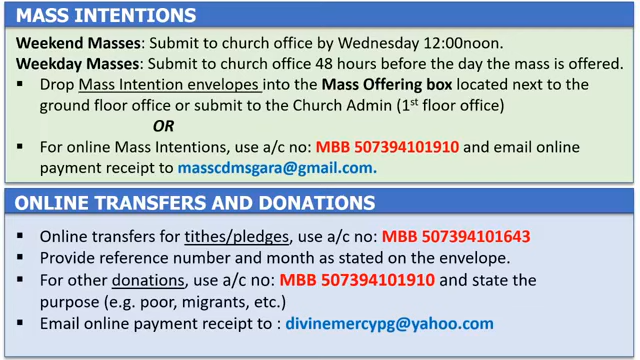 MASS INTENTIONS
Weekend Masses: Submit to church office by Wednesday 12:00noon.
Weekday Masses: Submit to church office 48 hours before the day the mass is offered.
▪ Drop Mass Intention envelopes into the Mass Offering box located next to the
ground floor office or submit to the Church Admin (1st floor office)
OR
▪ For online Mass Intentions, use a/c no: MBB 507394101910 and email online
payment receipt to masscdmsgara@gmail.com.
ONLINE TRANSFERS AND DONATIONS
▪ Online transfers for tithes/pledges, use a/c no: MBB 507394101643
▪ Provide reference number and month as stated on the envelope.
▪ For other donations, use a/c no: MBB 507394101910 and state the
purpose (e.g. poor, migrants, etc.)
▪ Email online payment receipt to : divinemercypg@yahoo.com